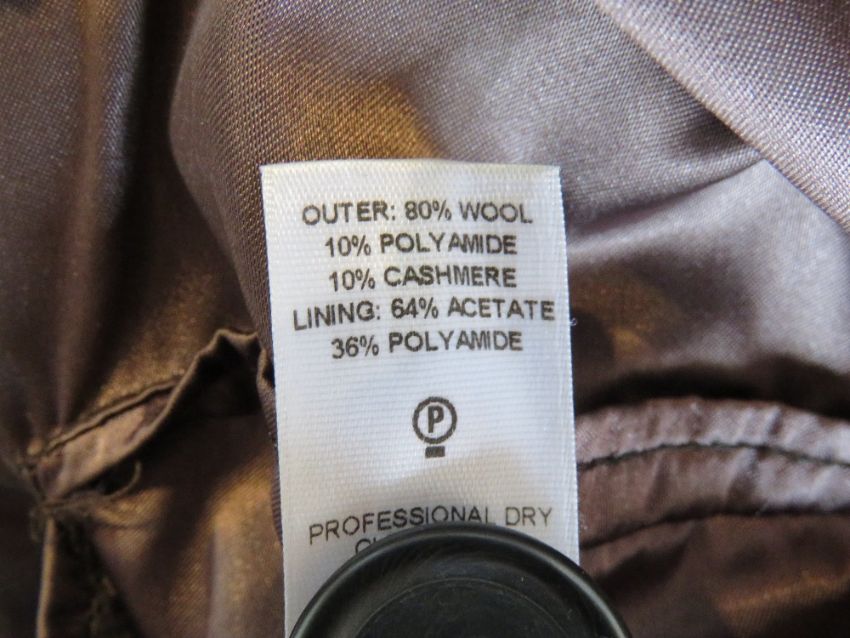 OUTER: 80% WOOL
10% POLYAMIDE
10% CASHMERE
LINING: 64% ACETATE
36% POLYAMIDE
P
PROFESSIONAL DRY